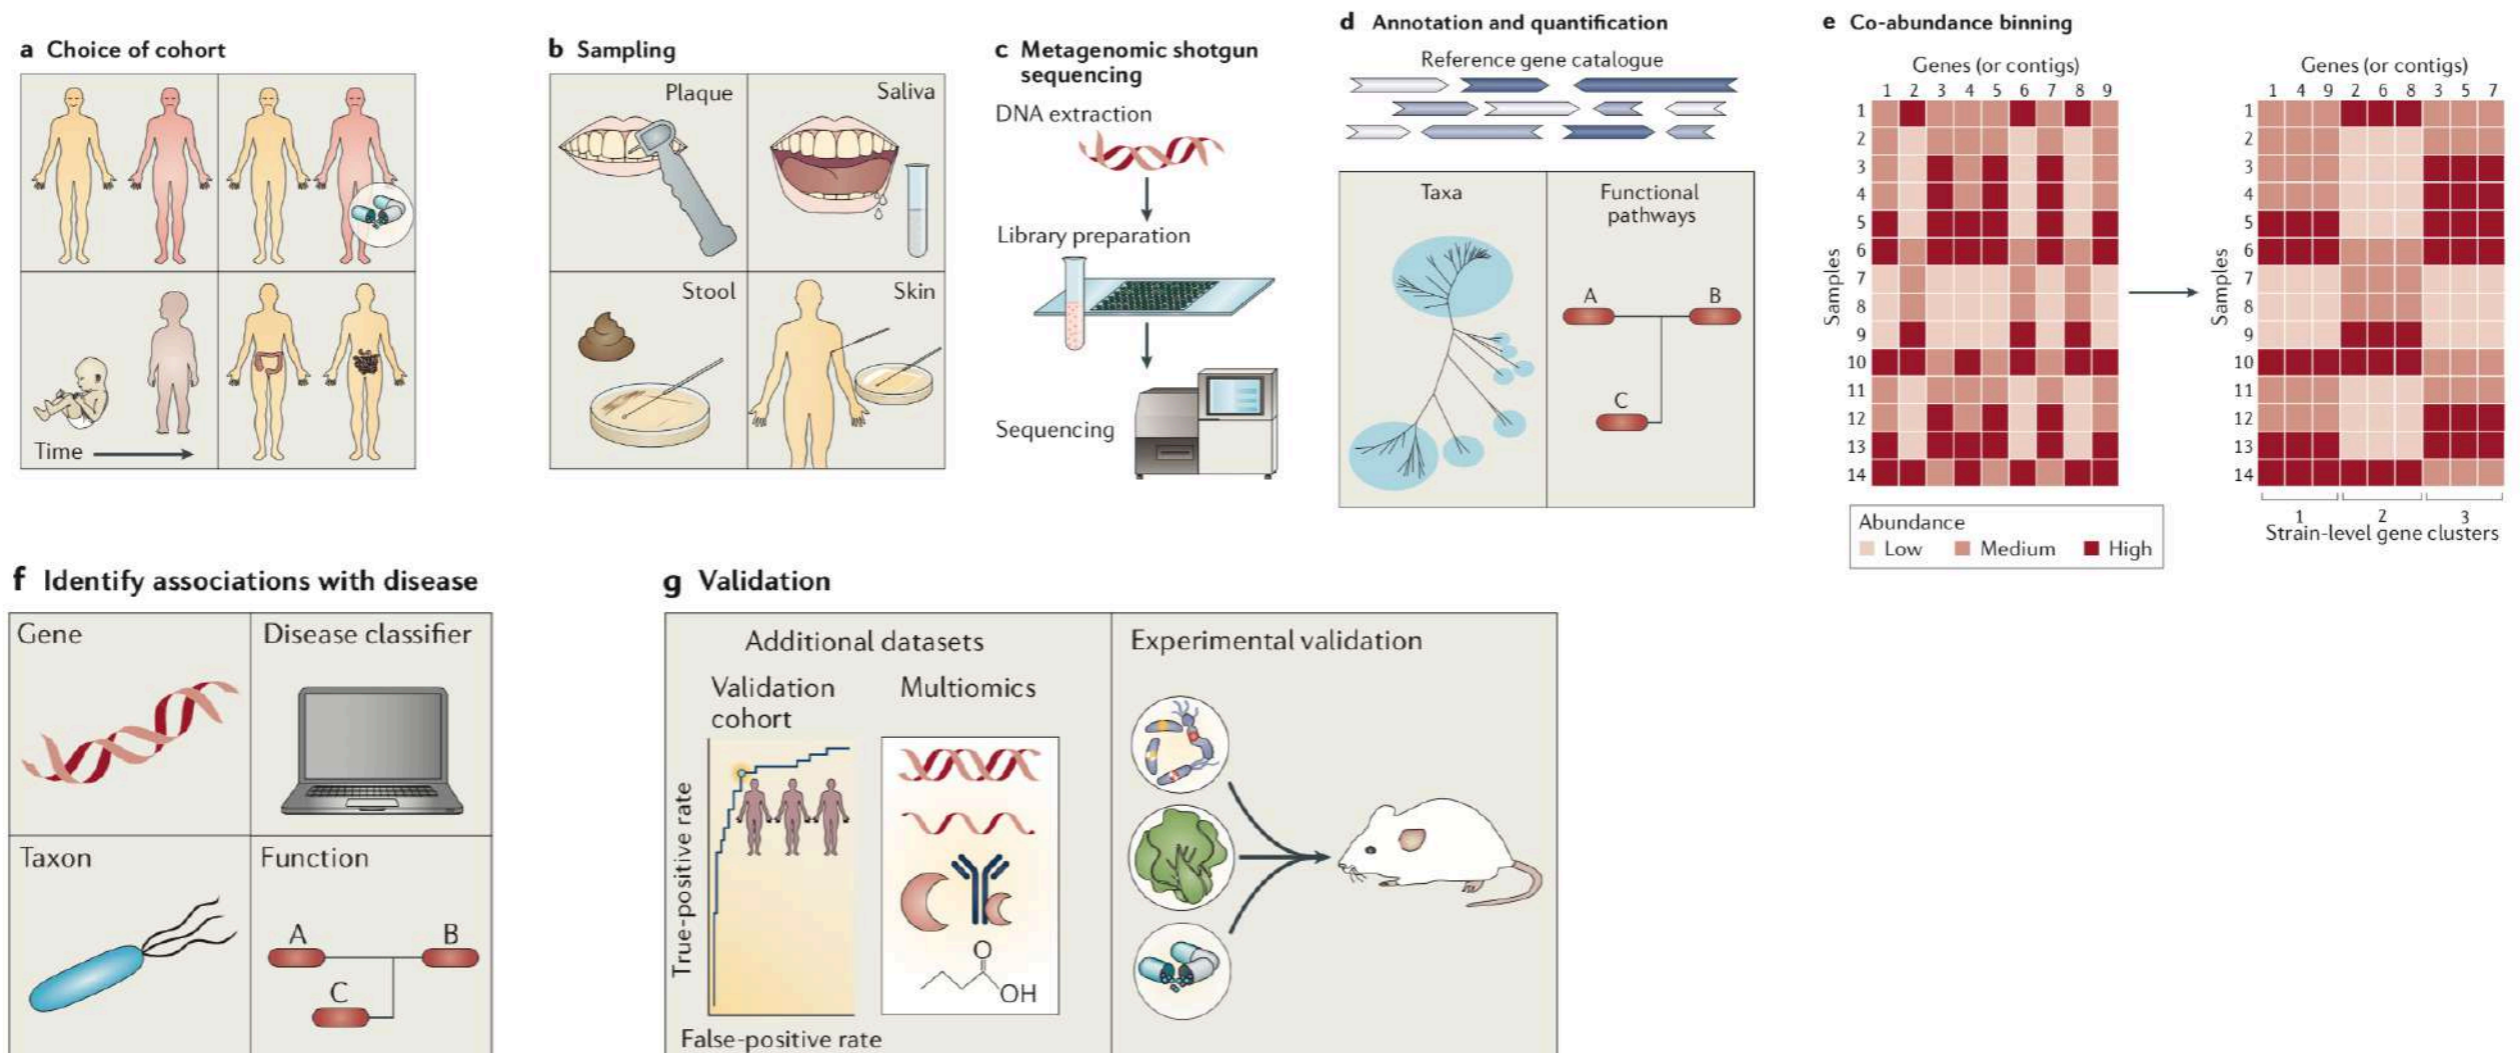 a Choice of cohort
Time
b Sampling
Plaque
Saliva
Stool
Skin
c Metagenomic shotgun
sequencing
DNA extraction
Library preparation
Sequencing
d Annotation and quantification
Reference gene catalogue
Taxa
Functional
pathways
A
B
C
e Co-abundance binning
Genes (or contigs)
1 2 3 4 5 6 7 8 9
Samples
1
2
3
4
5
6
7
8
9
10
11
12
13
14
Abundance
Low Medium High
Genes (or contigs)
1 4 9 2 6 8 3 5 7
Samples
1
2
3
4
5
6
7
8
9
10
11
12
13
14
1 2 3
Strain-level gene clusters
f Identify associations with disease
Gene
Disease classifier
Taxon
Function
A
B
C
g Validation
Additional datasets
Validation
cohort
Multiomics
True-positive rate
False-positive rate
O
OH
Experimental validation